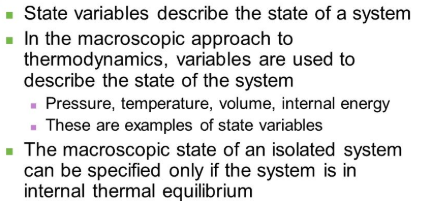 State variables describe the state of a system
In the macroscopic approach to
thermodynamics, variables are used to
describe the state of the system
Pressure, temperature, volume, internal energy
These are examples of state variables
The macroscopic state of an isolated system
can be specified only if the system is in
internal thermal equilibrium